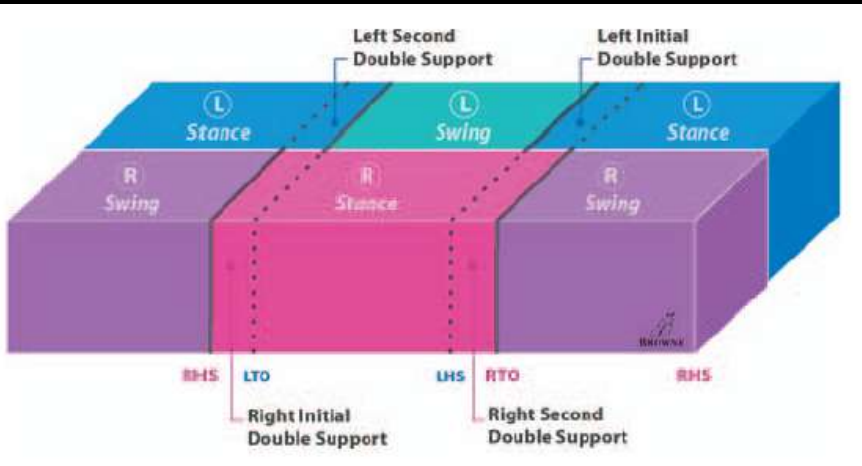 Left Second
Double Support
Left Initial
Double Support
L
Stance
L
Swing
L
Stance
R
Swing
R
Stance
R
Swing
BROWNE
RHS LTO LHS RTO RHS
Right Initial
Double Support
Right Second
Double Support